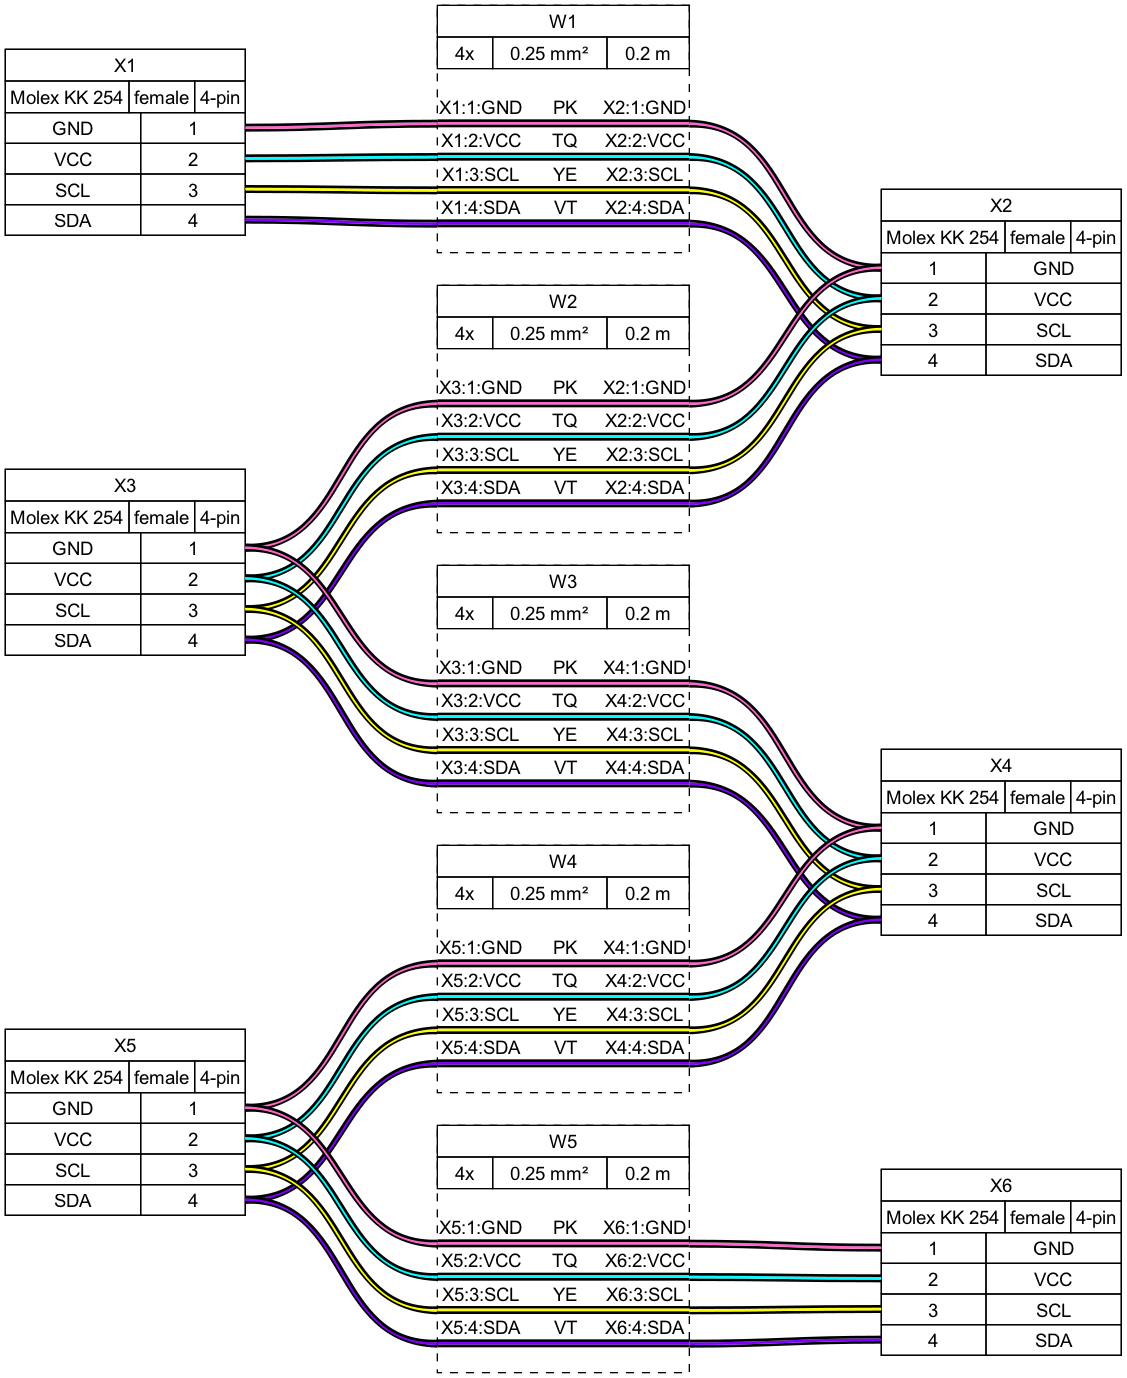 W1
4x 0.25 mm² 0.2 m
X1:1:GND PK X2:1:GND
X1:2:VCC TQ X2:2:VCC
X1:3:SCL YE X2:3:SCL
X1:4:SDA VT X2:4:SDA
X1
Molex KK 254 female 4-pin
GND 1
VCC 2
SCL 3
SDA 4
X2
Molex KK 254 female 4-pin
1 GND
2 VCC
3 SCL
4 SDA
W2
4x 0.25 mm² 0.2 m
X3:1:GND PK X2:1:GND
X3:2:VCC TQ X2:2:VCC
X3:3:SCL YE X2:3:SCL
X3:4:SDA VT X2:4:SDA
X3
Molex KK 254 female 4-pin
GND 1
VCC 2
SCL 3
SDA 4
W3
4x 0.25 mm² 0.2 m
X3:1:GND PK X4:1:GND
X3:2:VCC TQ X4:2:VCC
X3:3:SCL YE X4:3:SCL
X3:4:SDA VT X4:4:SDA
X4
Molex KK 254 female 4-pin
1 GND
2 VCC
3 SCL
4 SDA
W4
4x 0.25 mm² 0.2 m
X5:1:GND PK X4:1:GND
X5:2:VCC TQ X4:2:VCC
X5:3:SCL YE X4:3:SCL
X5:4:SDA VT X4:4:SDA
X5
Molex KK 254 female 4-pin
GND 1
VCC 2
SCL 3
SDA 4
W5
4x 0.25 mm² 0.2 m
X5:1:GND PK X6:1:GND
X5:2:VCC TQ X6:2:VCC
X5:3:SCL YE X6:3:SCL
X5:4:SDA VT X6:4:SDA
X6
Molex KK 254 female 4-pin
1 GND
2 VCC
3 SCL
4 SDA